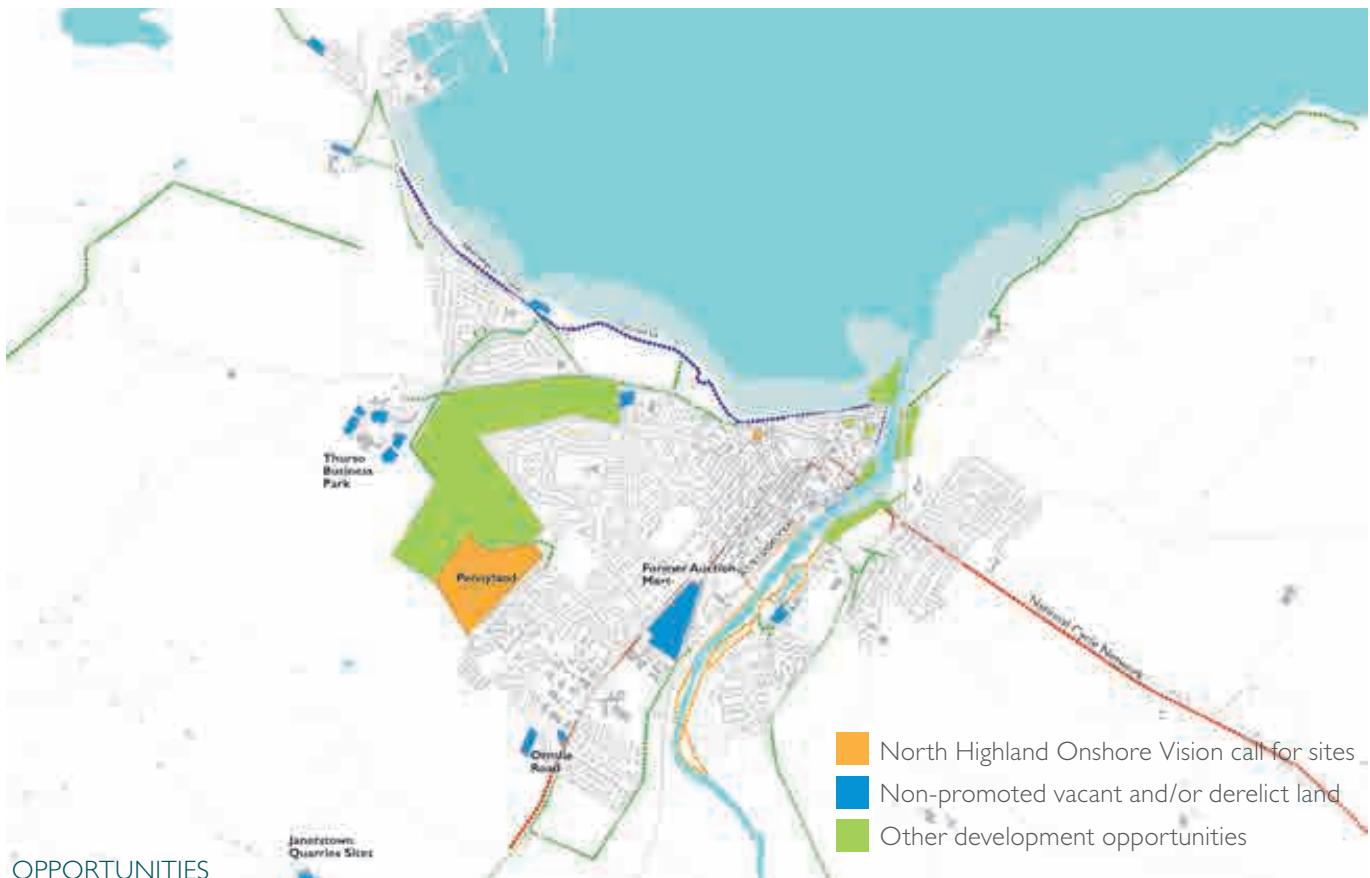 Thurso
Business
Park
Pennyland
Former Auction
Mart
National Cycle Network
Ormlie
Road
Janetstown
Quarries Sites
North Highland Onshore Vision call for sites
Non-promoted vacant and/or derelict land
Other development opportunities
OPPORTUNITIES